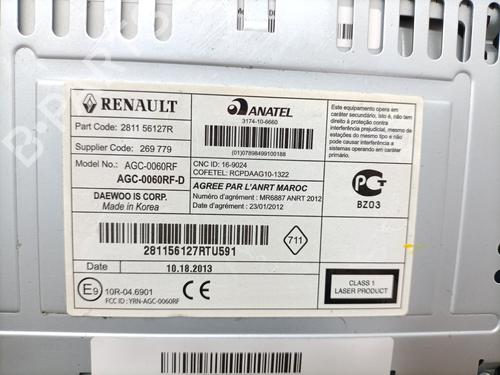 RENAULT
Part Code: 2811 56127R
Supplier Code: 269 779
Model No.: AGC-0060RF
AGC-0060RF-D
DAEWOO IS CORP.
Made in Korea
ANATEL
3174-10-6660
(01)07898499100188
CNC ID: 16-9024
COFETEL: RCPDAAG10-1322
AGREE PAR L'ANRT MAROC
Numéro d'agrément : MR6887 ANRT 2012
Date d'agrément : 23/01/2012
Este equipamento opera em
caráter secundário, isto é, não
tem direito a proteção contra
interferência prejudicial, mesmo
de estações do mesmo tipo e
não pode causar interferência
a sistemas operando em
caráter primário.
PG
BZ03
281156127RTU591
711
Date 10.18.2013
E9 10R-04.6901
FCC ID : YRN-AGC-0060RF
CLASS 1
LASER PRODUCT